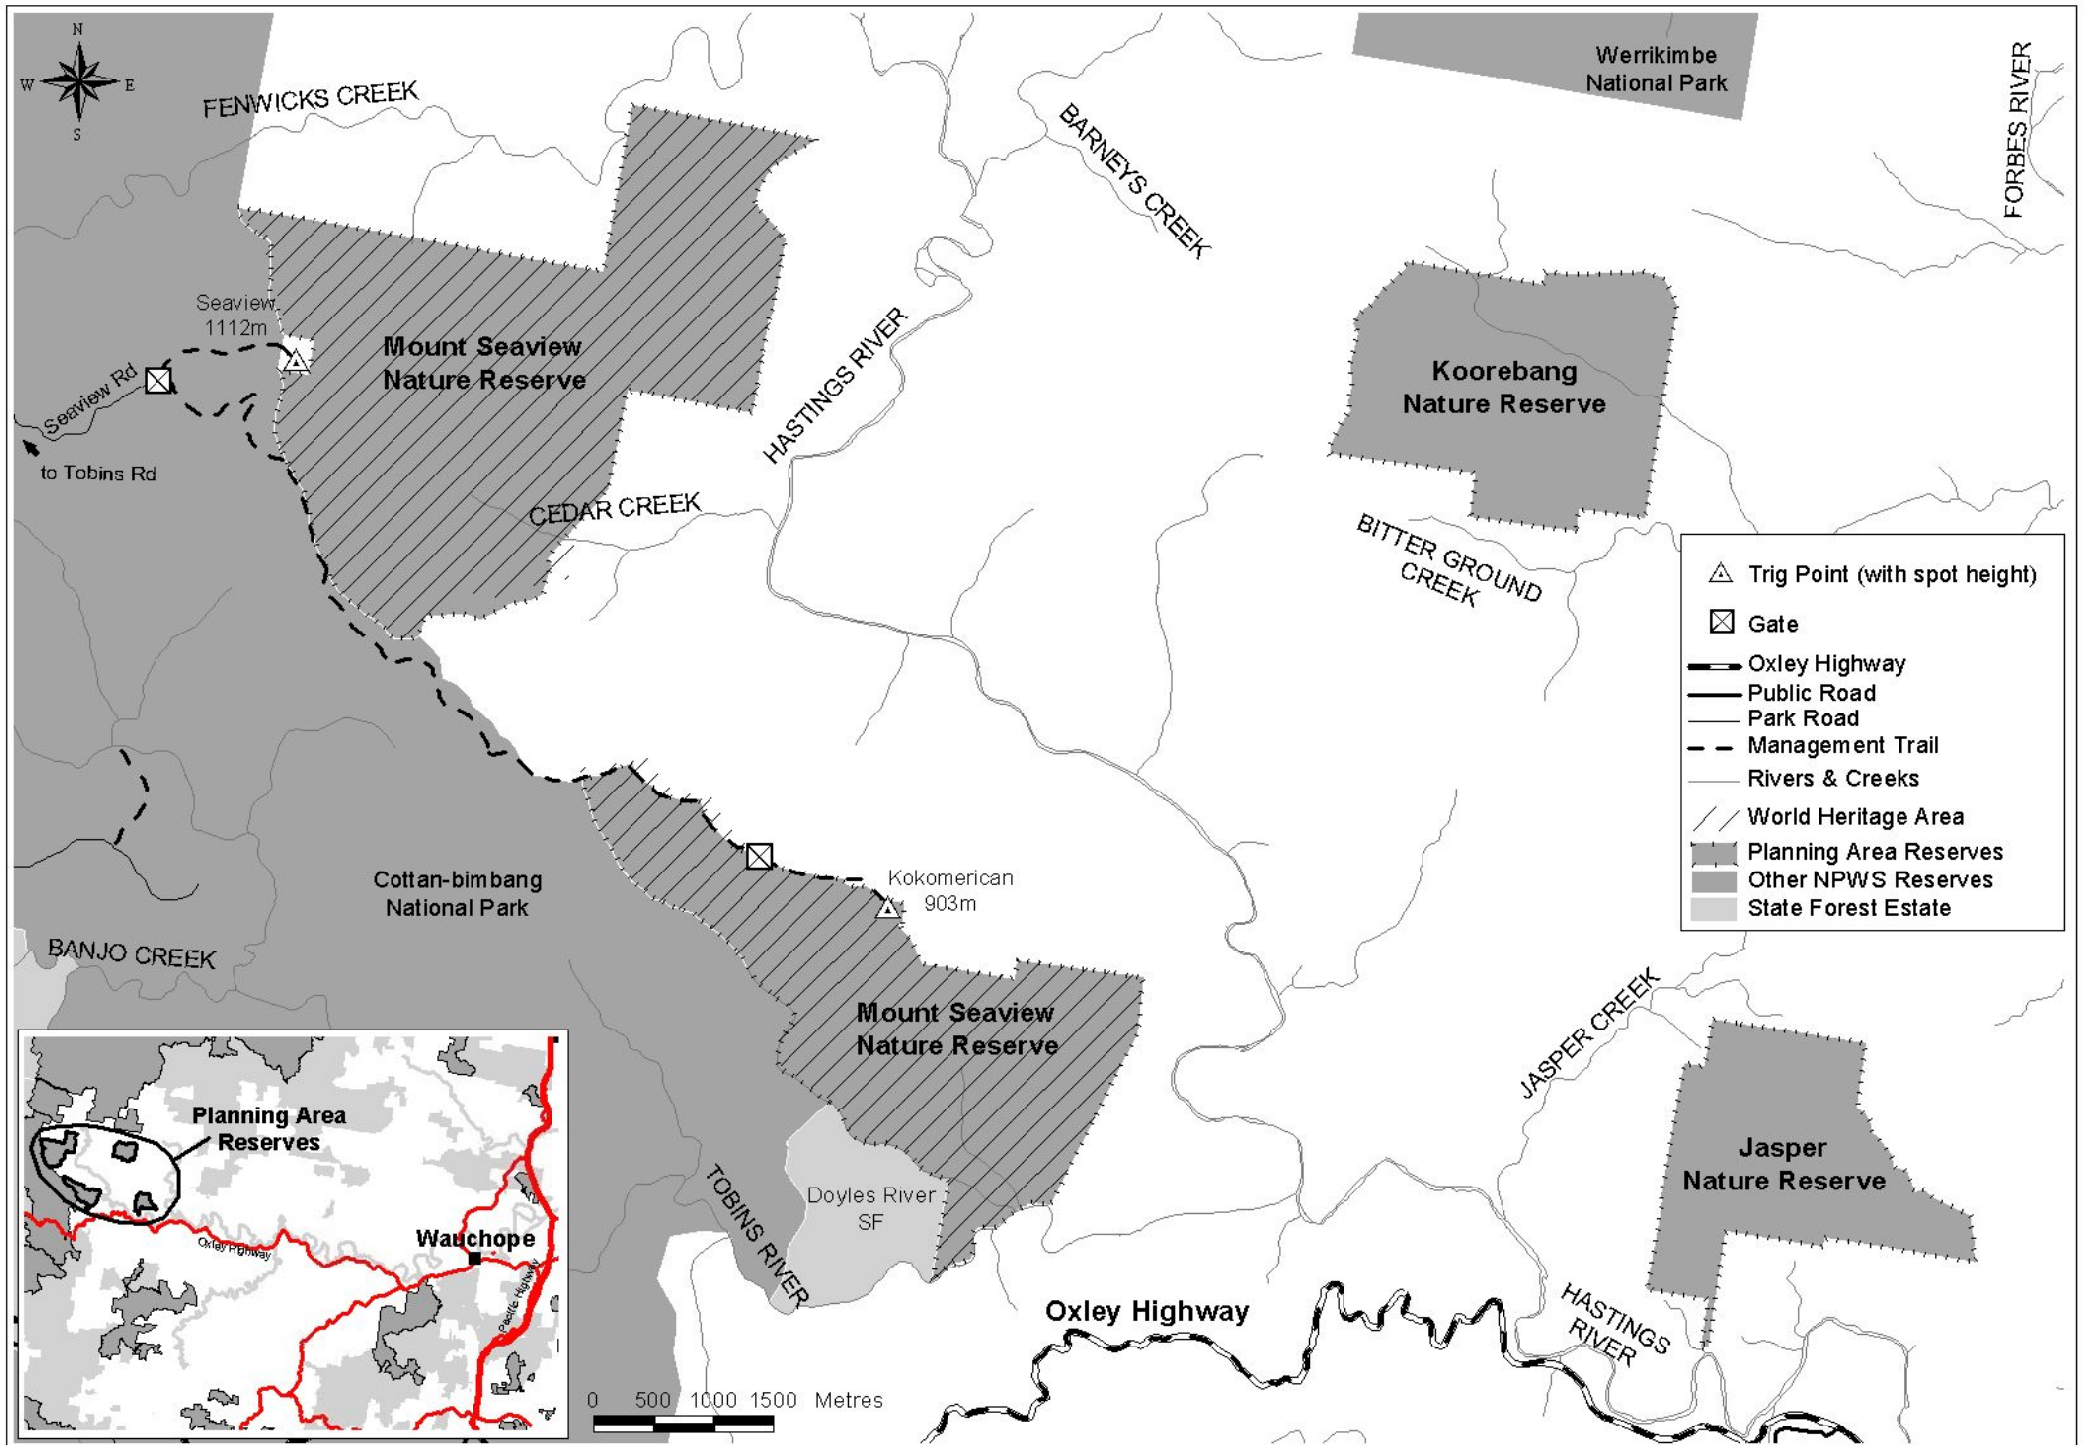 N
W
E
S
FENWICKS CREEK
Werrikimbe
National Park
FORBES RIVER
BARNEYS CREEK
Seaview
1112m
Mount Seaview
Nature Reserve
HASTINGS RIVER
Koorebang
Nature Reserve
Seaview Rd
to Tobins Rd
CEDAR CREEK
BITTER GROUND
CREEK
Trig Point (with spot height)
Gate
Oxley Highway
Public Road
Park Road
Management Trail
Rivers & Creeks
World Heritage Area
Planning Area Reserves
Other NPWS Reserves
State Forest Estate
Cottan-bimbang
National Park
Kokomerican
903m
BANJO CREEK
Mount Seaview
Nature Reserve
JASPER CREEK
Jasper
Nature Reserve
TOBINS RIVER
Doyles River
SF
Oxley Highway
HASTINGS
RIVER
Planning Area
Reserves
Wauchope
Oxley Highway
Pacific Highway
0 500 1000 1500 Metres